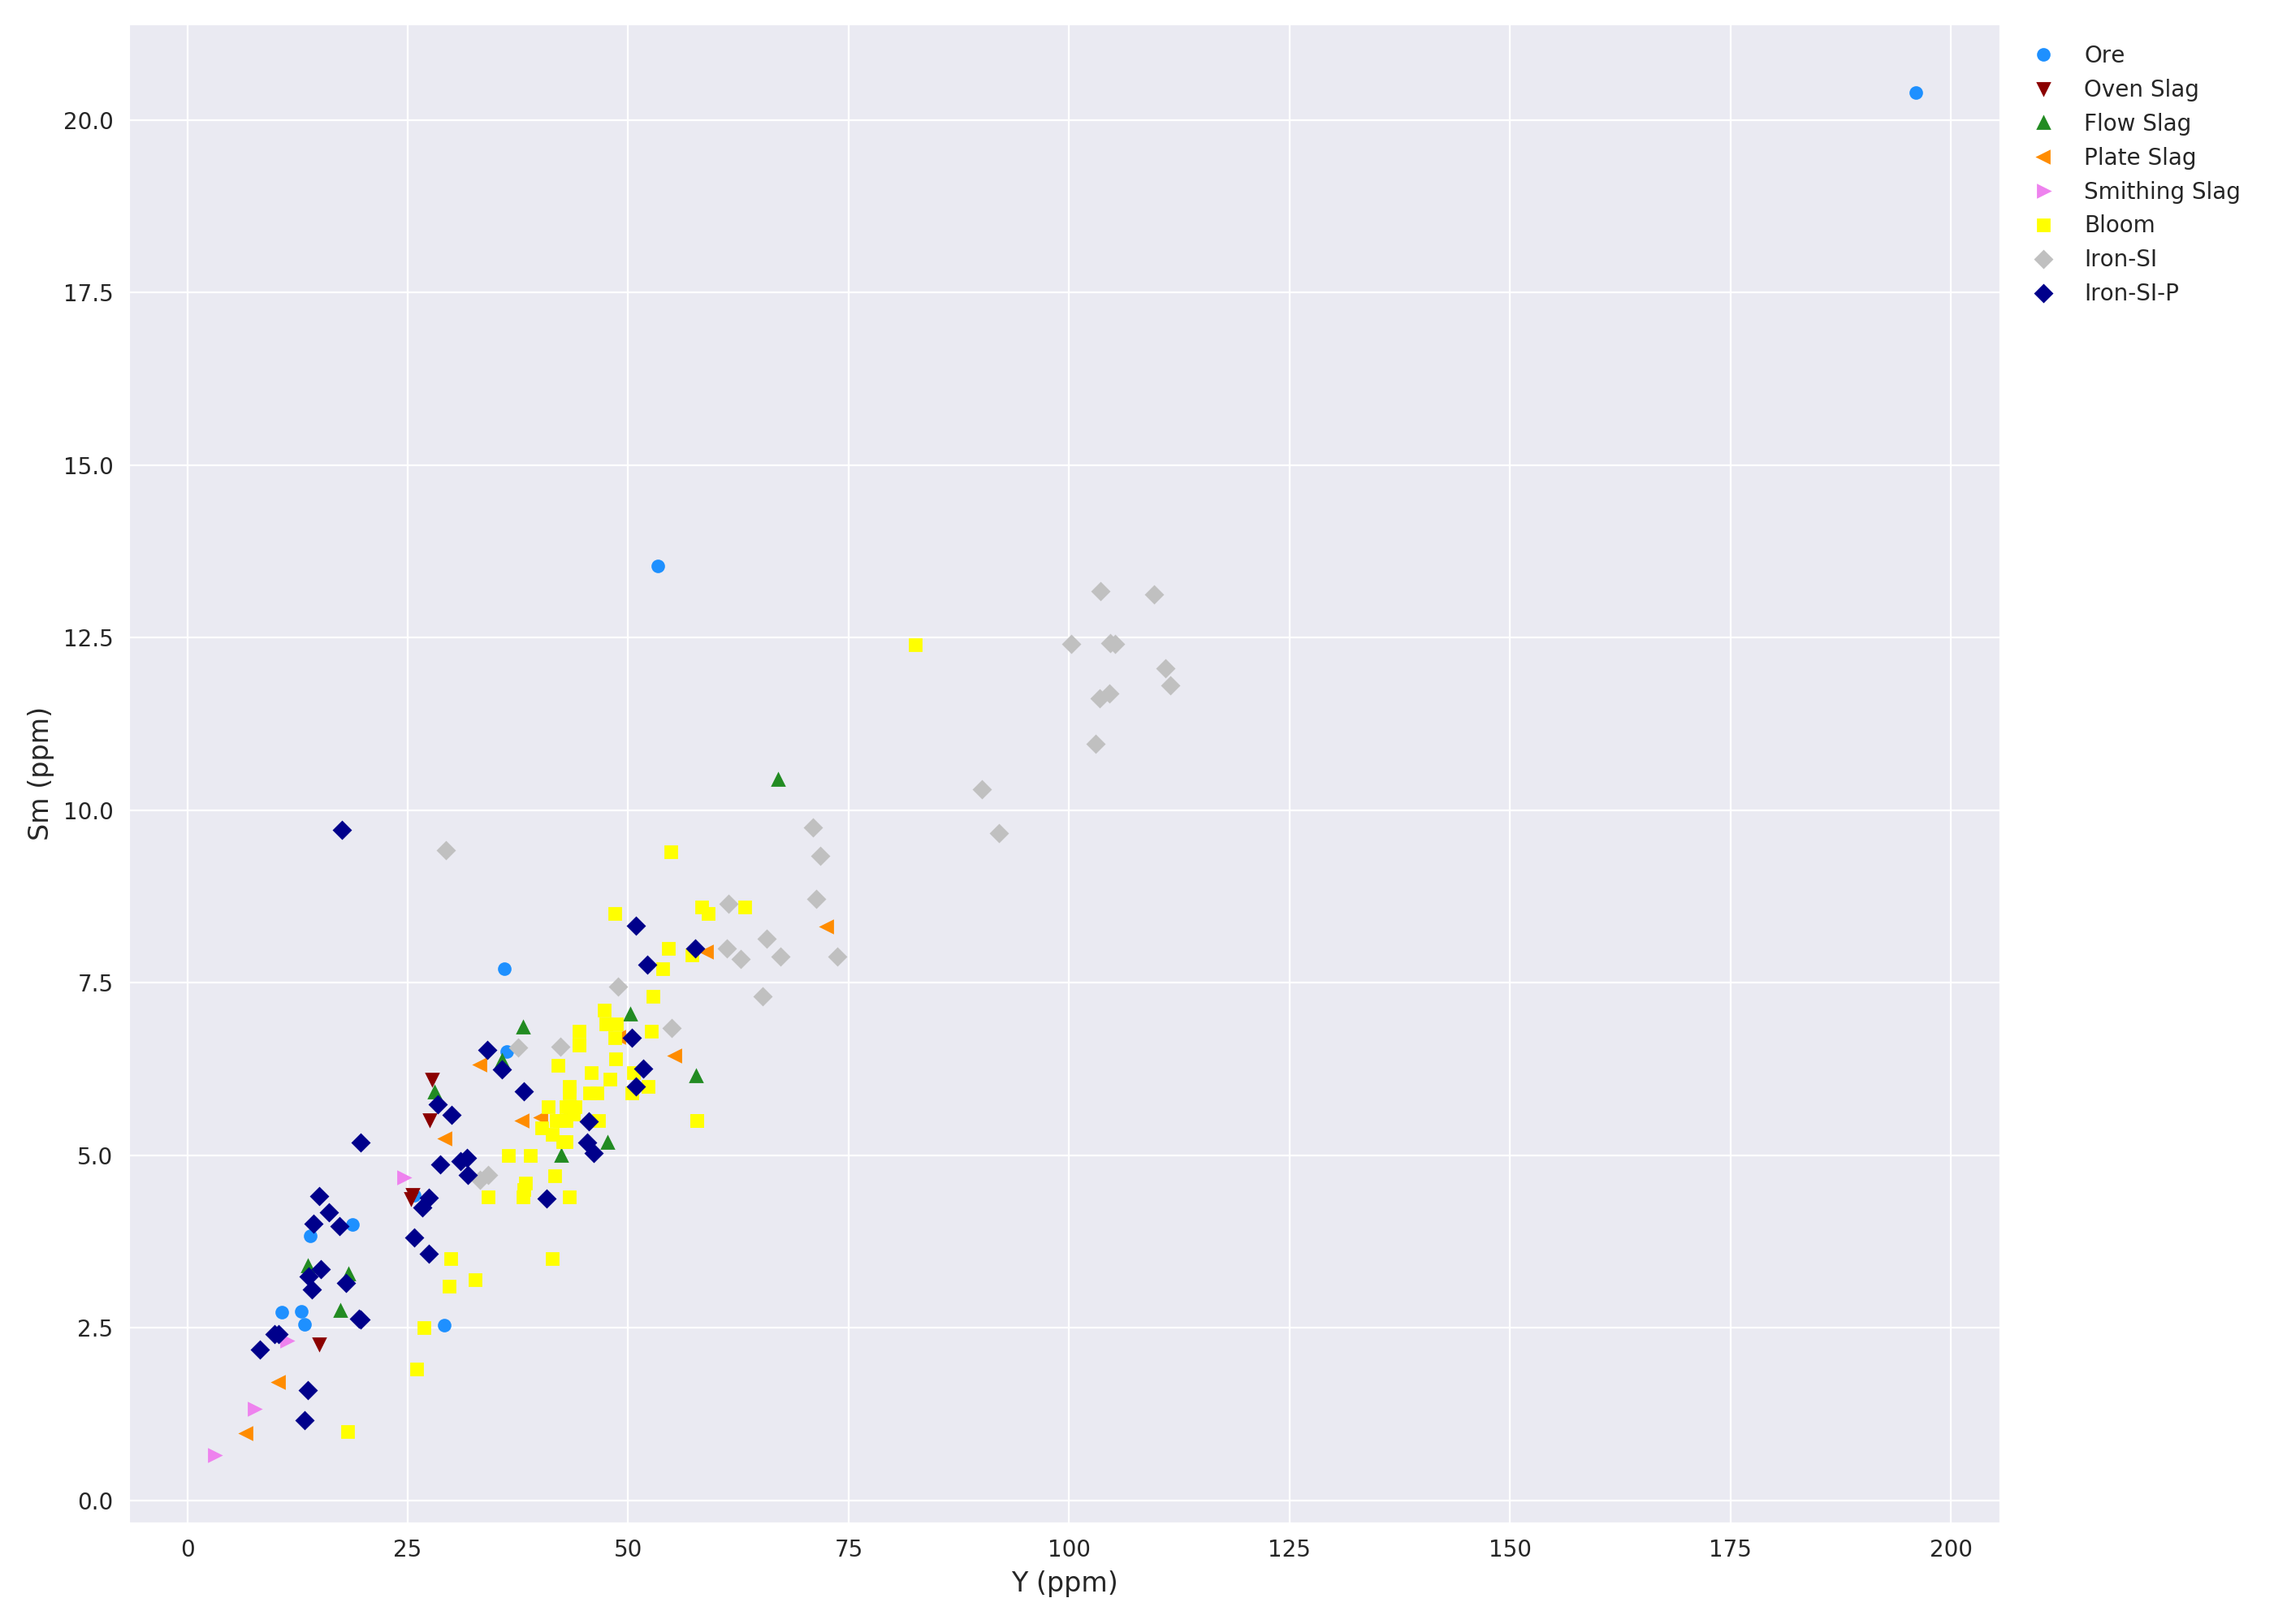 Ore
Oven Slag
Flow Slag
Plate Slag
Smithing Slag
Bloom
Iron-SI
Iron-SI-P
20.0
17.5
15.0
12.5
10.0
7.5
5.0
2.5
0.0
Sm (ppm)
0 25 50 75 100 125 150 175 200
Y (ppm)